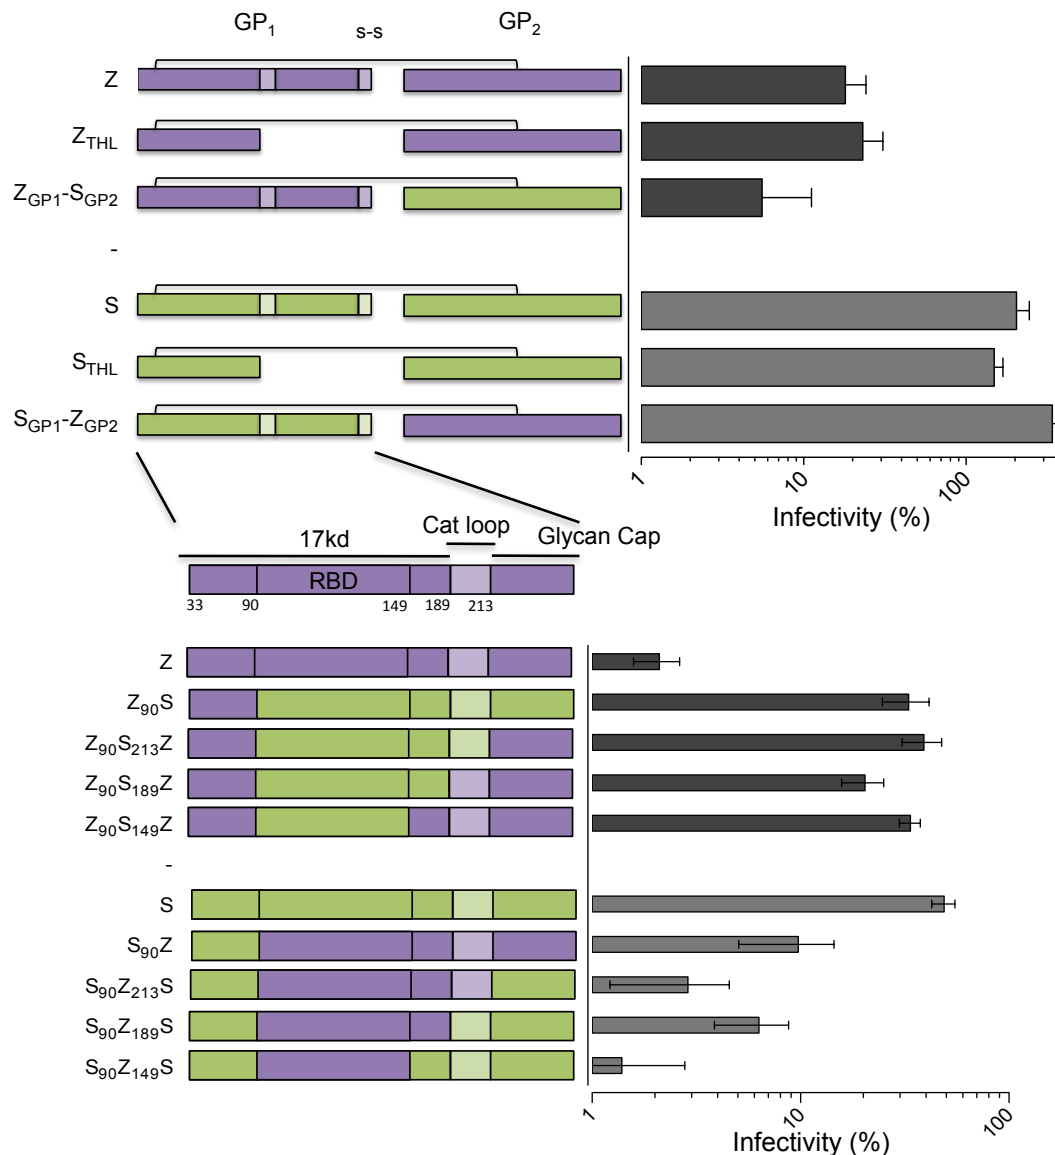 GP1 s-s GP2
Z
ZTHL
ZGP1-SGP2
-
S
STHL
SGP1-ZGP2
1 10 100
Infectivity (%)
17kd Cat loop Glycan Cap
RBD
33 90 149 189 213
Z
Z90S
Z90S213Z
Z90S189Z
Z90S149Z
-
S
S90Z
S90Z213S
S90Z189S
S90Z149S
1 10 100
Infectivity (%)